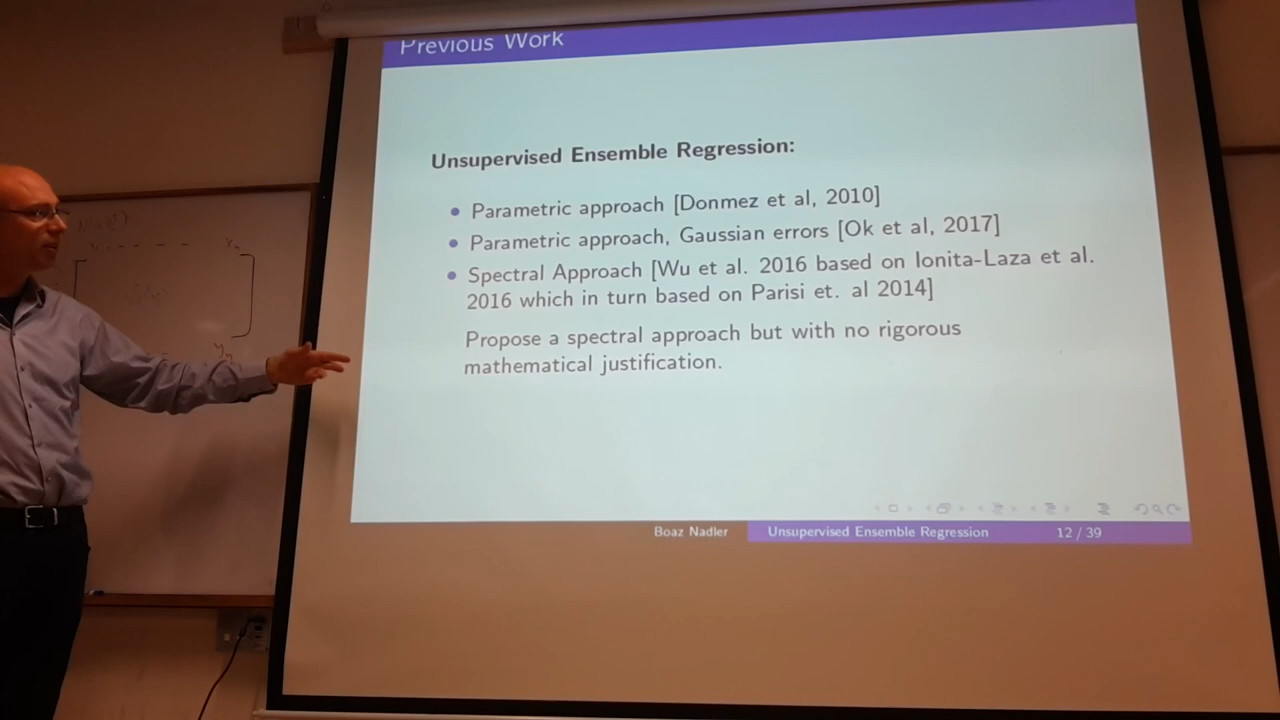 Previous Work
Unsupervised Ensemble Regression:
• Parametric approach [Donmez et al, 2010]
• Parametric approach, Gaussian errors [Ok et al, 2017]
• Spectral Approach [Wu et al. 2016 based on Ionita-Laza et al.
2016 which in turn based on Parisi et. al 2014]
Propose a spectral approach but with no rigorous
mathematical justification.
Boaz Nadler Unsupervised Ensemble Regression 12 / 39